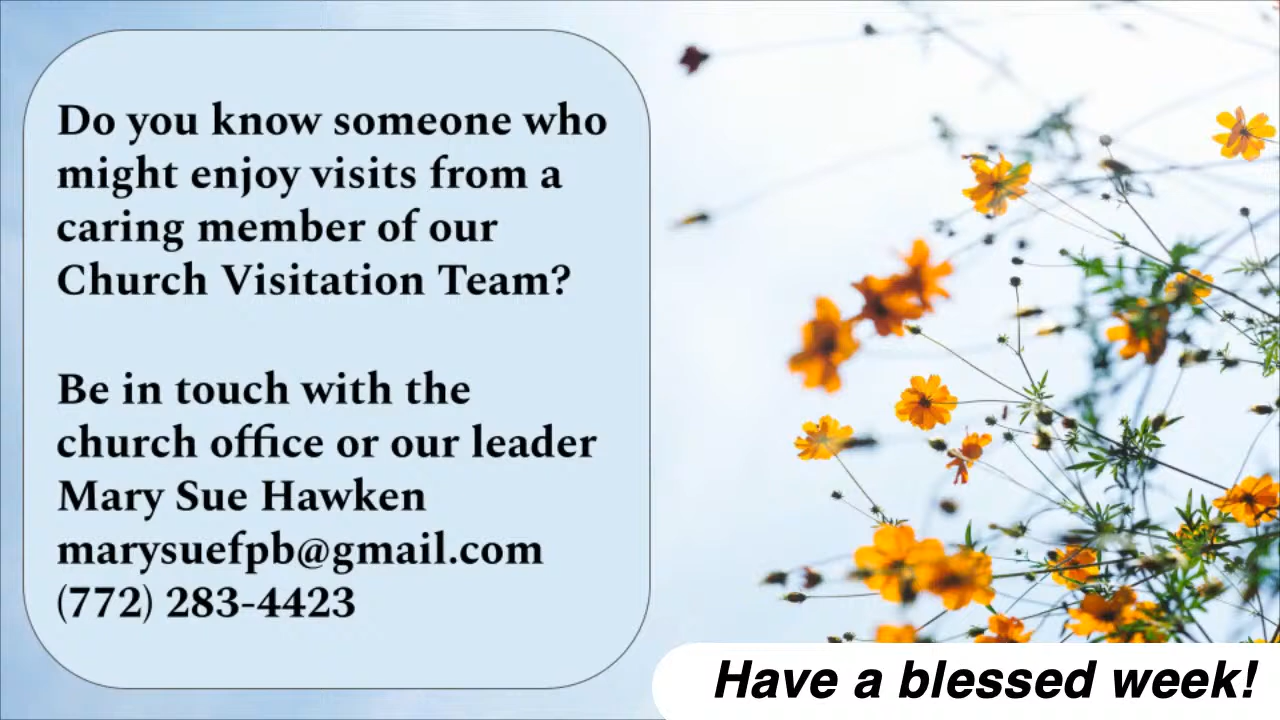 Do you know someone who
might enjoy visits from a
caring member of our
Church Visitation Team?
Be in touch with the
church office or our leader
Mary Sue Hawken
marysuefpb@gmail.com
(772) 283-4423
Have a blessed week!